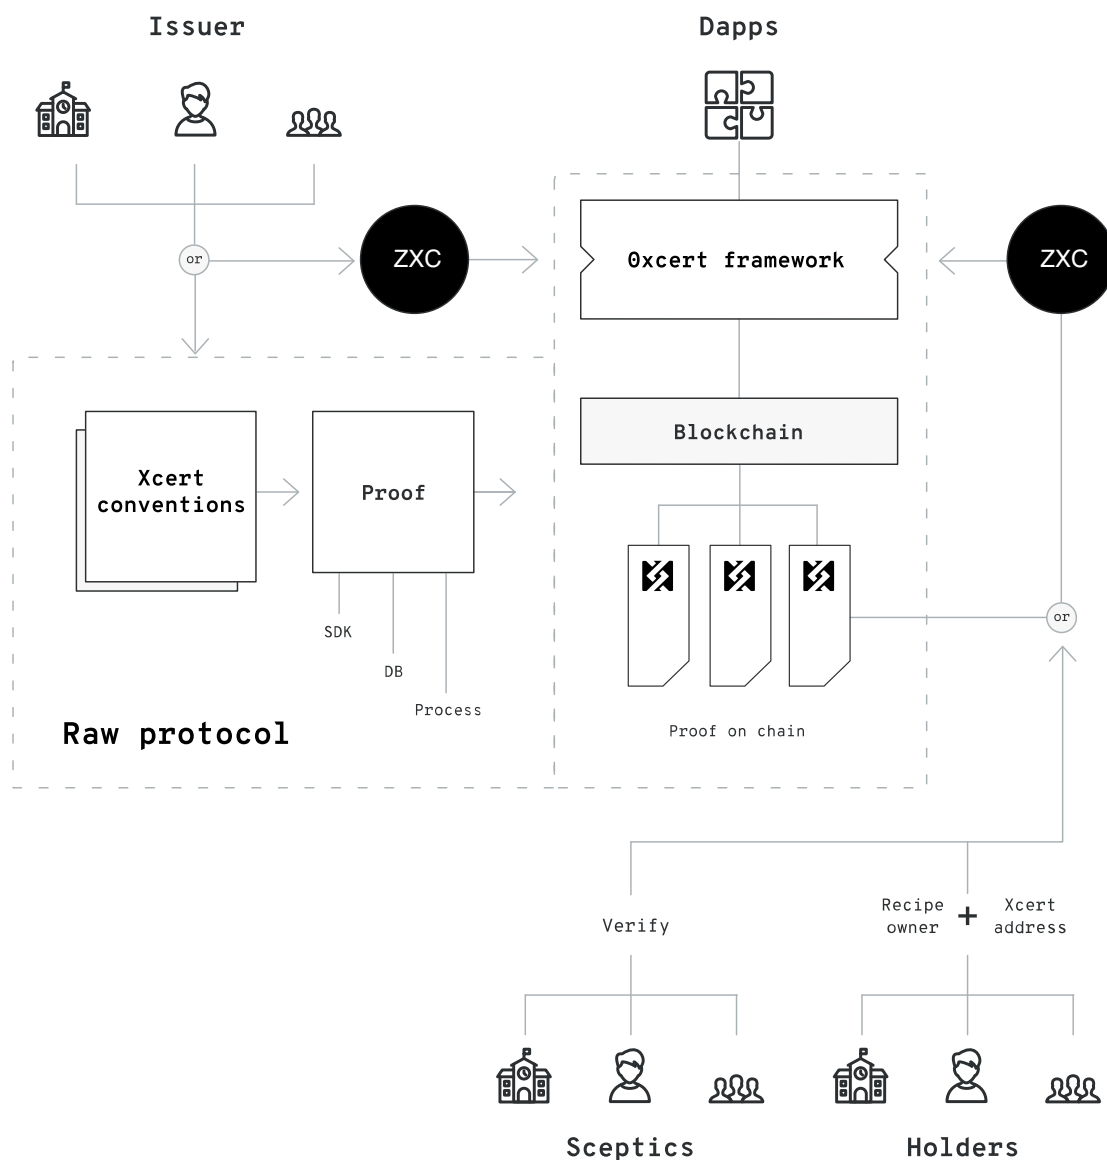 Issuer
Dapps
or
ZXC
0xcert framework
ZXC
Blockchain
Xcert
conventions
Proof
SDK
DB
Process
Raw protocol
or
Proof on chain
Verify
Recipe
owner
+
Xcert
address
Sceptics
Holders